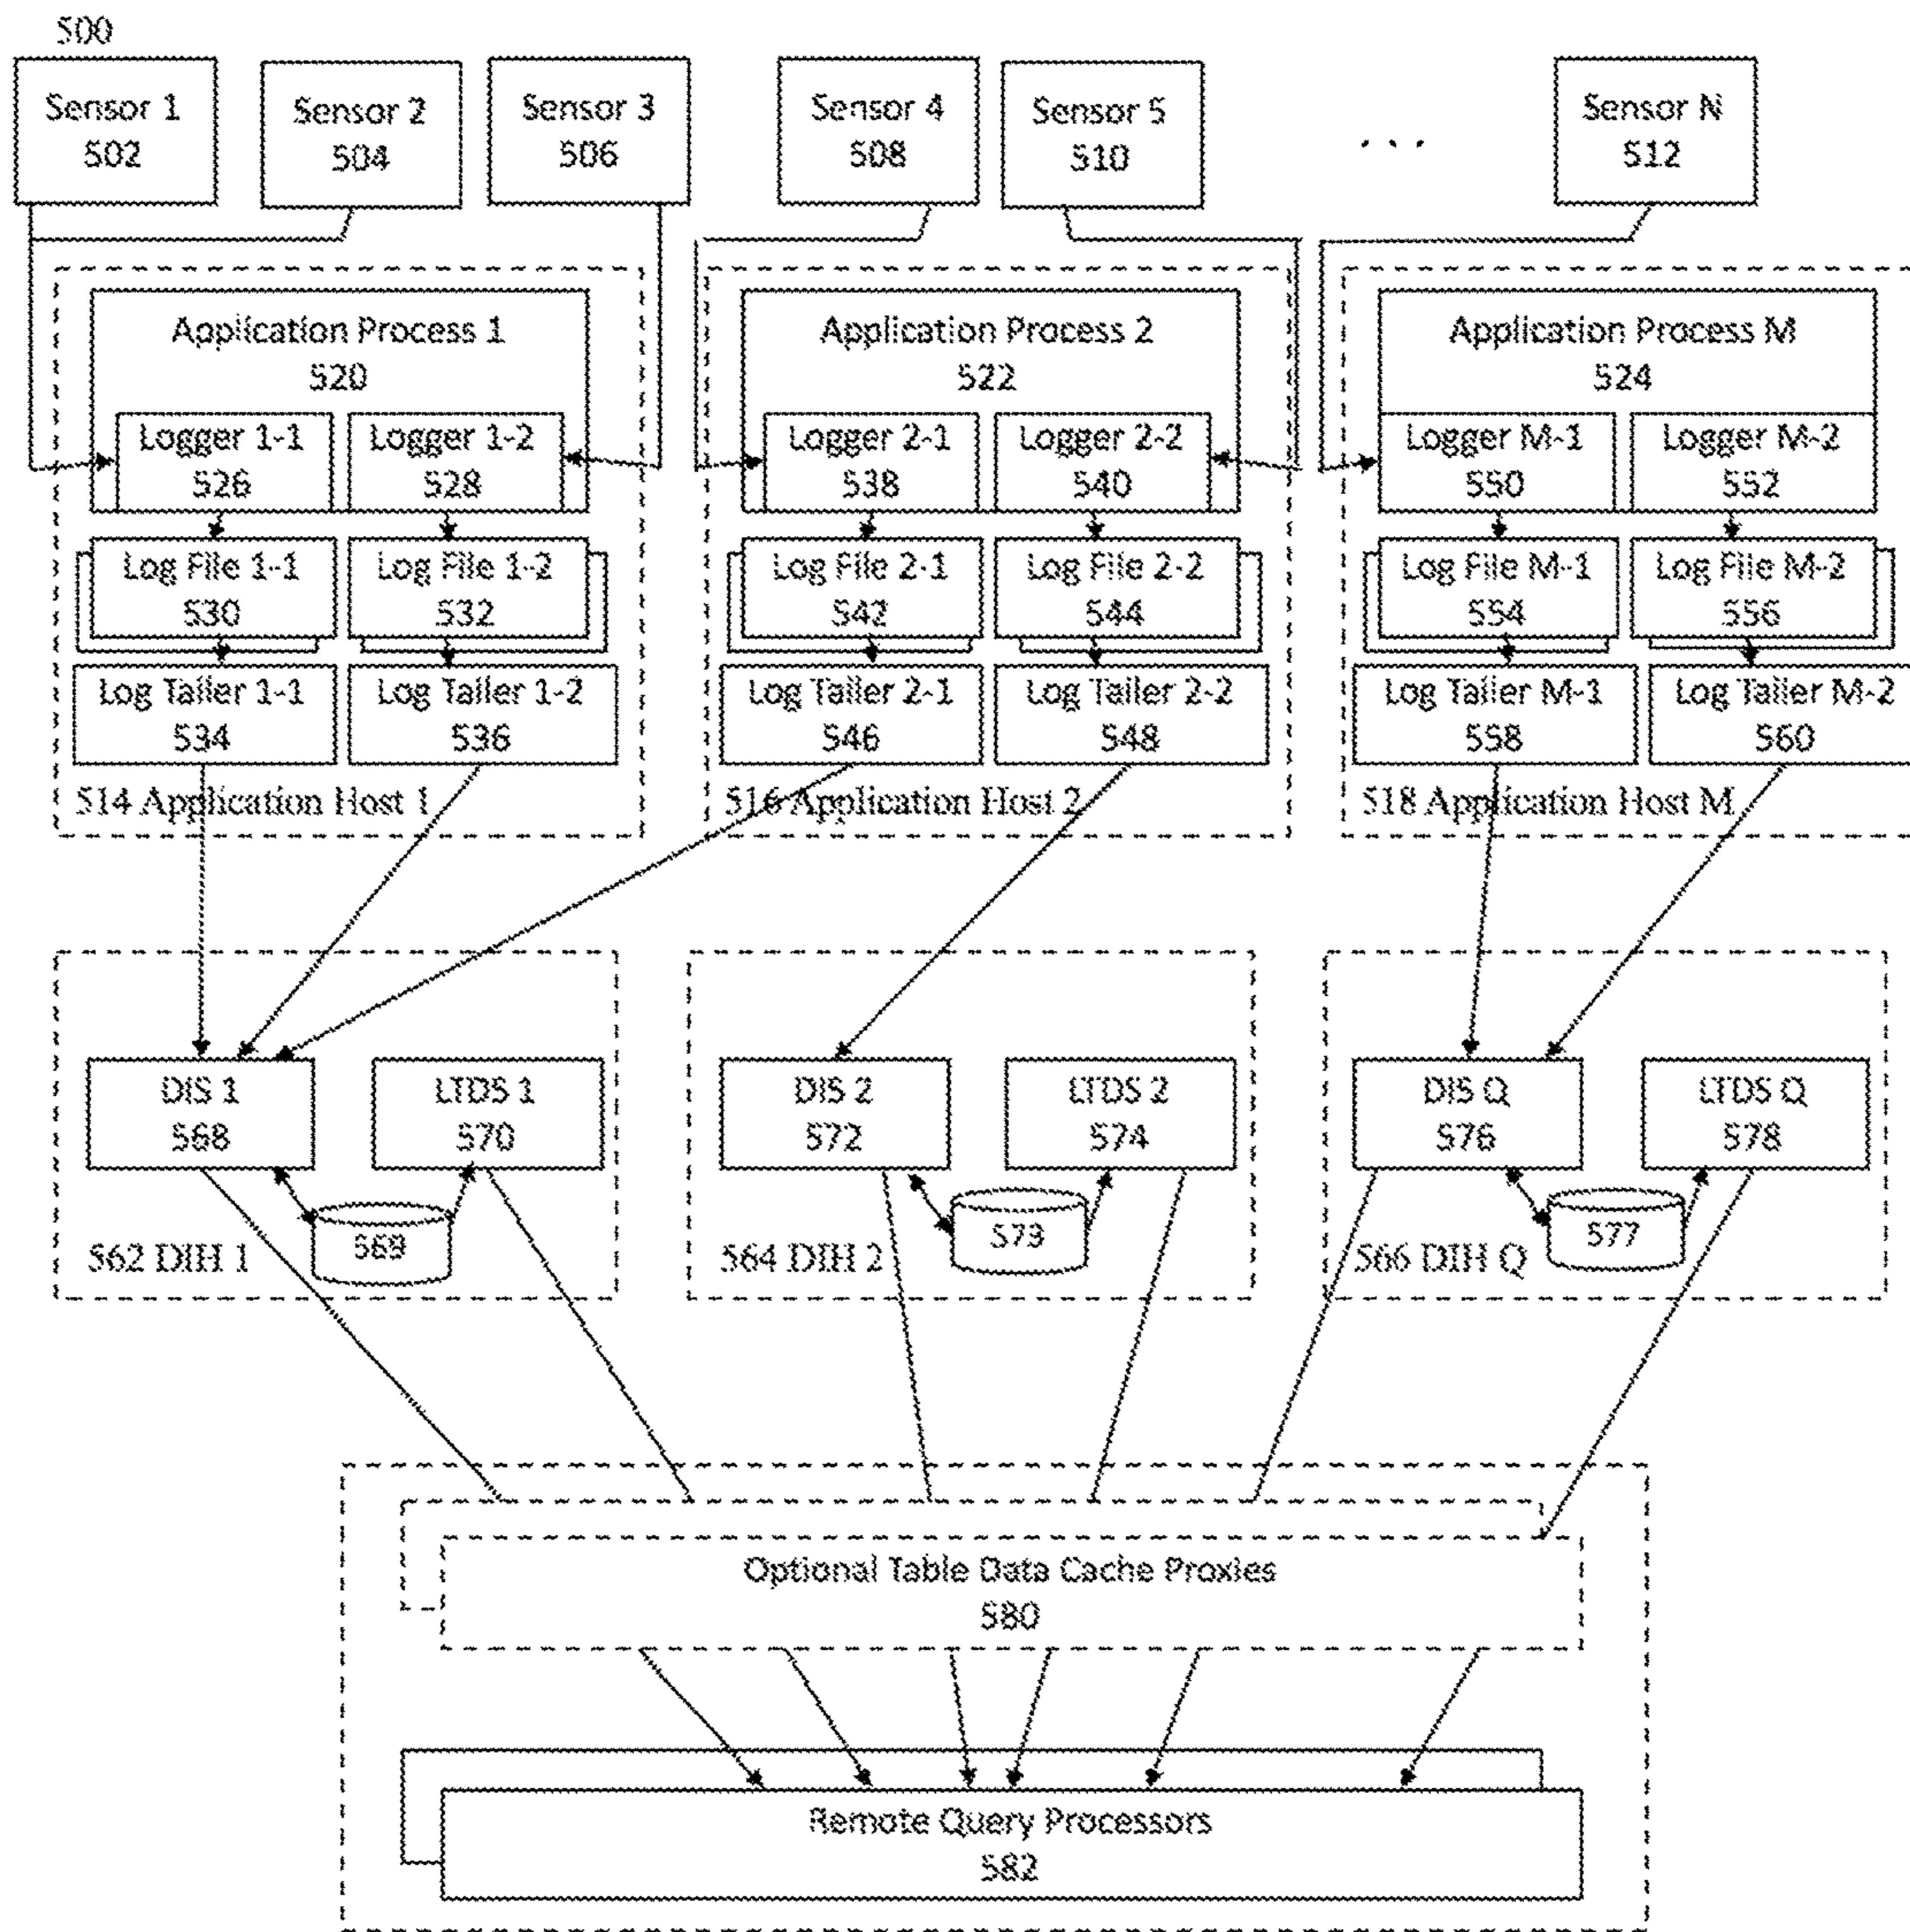 500
Sensor 1
502
Sensor 2
504
Sensor 3
506
Sensor 4
508
Sensor 5
510
. . .
Sensor N
512
Application Process 1
520
Logger 1-1
526
Logger 1-2
528
Log File 1-1
530
Log File 1-2
532
Log Tailer 1-1
534
Log Tailer 1-2
536
514 Application Host 1
Application Process 2
522
Logger 2-1
538
Logger 2-2
540
Log File 2-1
542
Log File 2-2
544
Log Tailer 2-1
546
Log Tailer 2-2
548
516 Application Host 2
Application Process M
524
Logger M-1
550
Logger M-2
552
Log File M-1
554
Log File M-2
556
Log Tailer M-1
558
Log Tailer M-2
560
518 Application Host M
DIS 1
568
LTDS 1
570
569
562 DIH 1
DIS 2
572
LTDS 2
574
573
564 DIH 2
DIS Q
576
LTDS Q
578
577
566 DIH Q
Optional Table Data Cache Proxies
580
Remote Query Processors
582